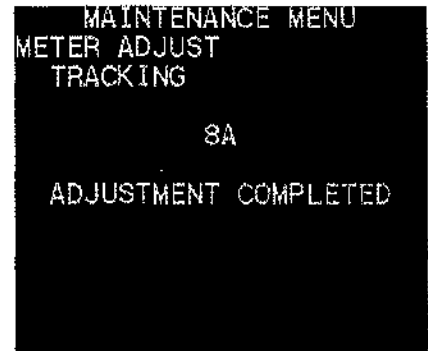 MAINTENANCE MENU
METER ADJUST
TRACKING
8A
ADJUSTMENT COMPLETED